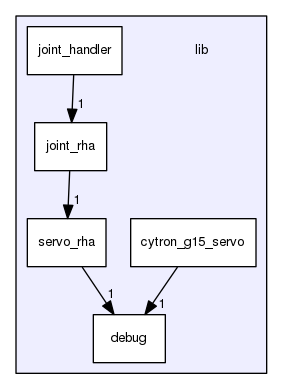 joint_handler
lib
1
joint_rha
1
servo_rha
cytron_g15_servo
1
1
debug